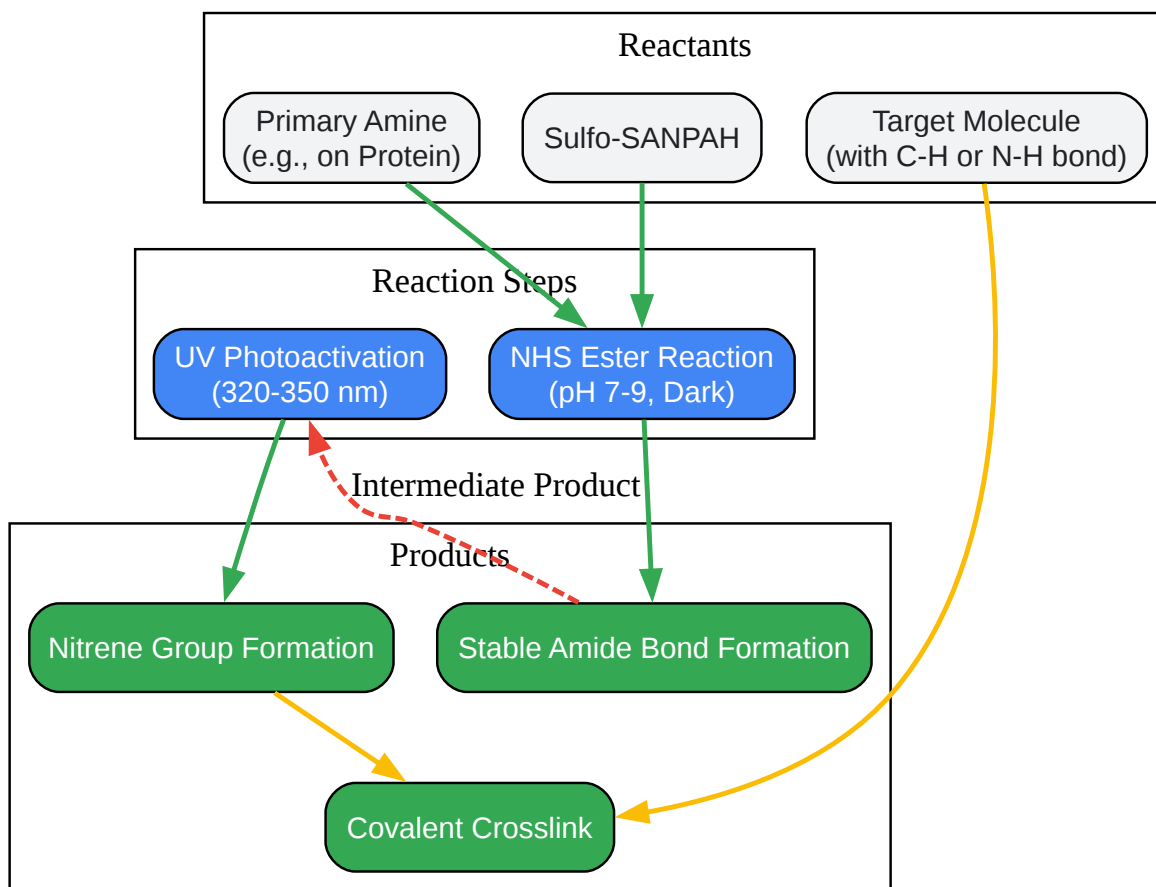 Reactants
Primary Amine
(e.g., on Protein)
Sulfo-SANPAH
Target Molecule
(with C-H or N-H bond)
Reaction Steps
UV Photoactivation
(320-350 nm)
NHS Ester Reaction
(pH 7-9, Dark)
Intermediate Product
Products
Nitrene Group Formation
Stable Amide Bond Formation
Covalent Crosslink